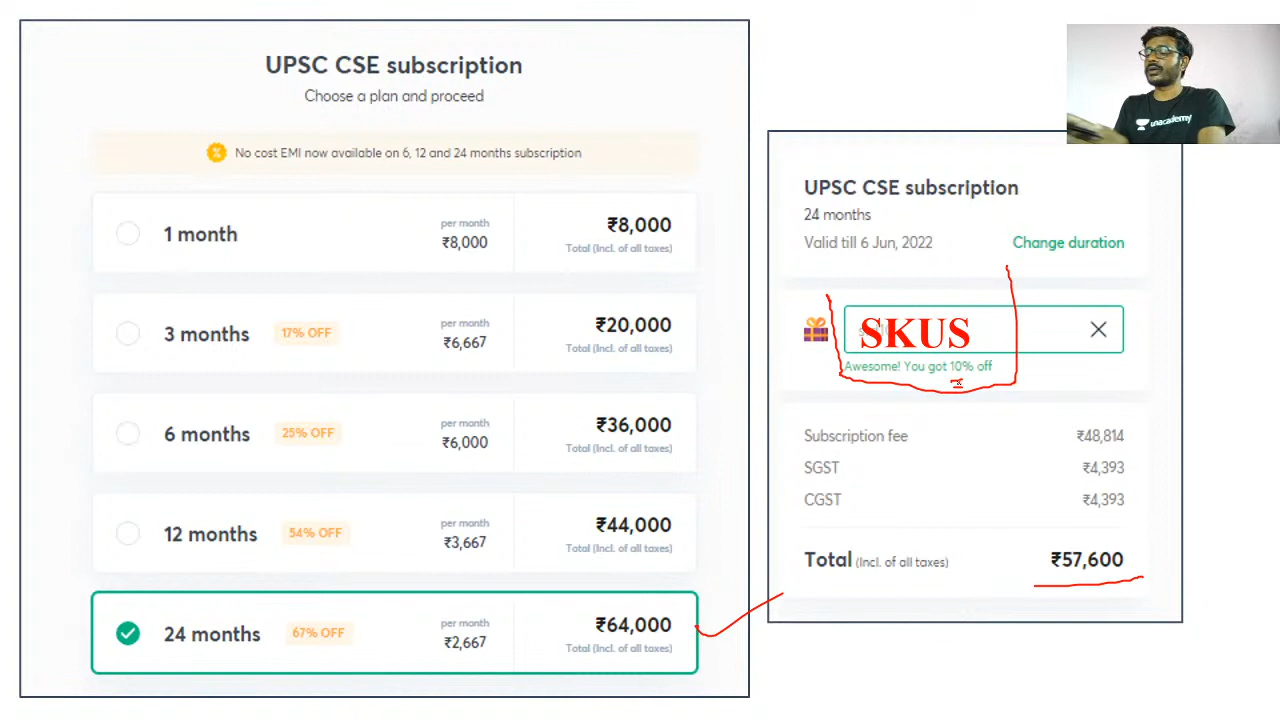 UPSC CSE subscription
Choose a plan and proceed
No cost EMI now available on 6, 12 and 24 months subscription
1 month per month ₹8,000 ₹8,000 Total (Incl. of all taxes)
3 months 17% OFF per month ₹6,667 ₹20,000 Total (Incl. of all taxes)
6 months 25% OFF per month ₹6,000 ₹36,000 Total (Incl. of all taxes)
12 months 54% OFF per month ₹3,667 ₹44,000 Total (Incl. of all taxes)
24 months 67% OFF per month ₹2,667 ₹64,000 Total (Incl. of all taxes)
unacademy
UPSC CSE subscription
24 months
Valid till 6 Jun, 2022 Change duration
SKUS
Awesome! You got 10% off
Subscription fee ₹48,814
SGST ₹4,393
CGST ₹4,393
Total (Incl. of all taxes) ₹57,600